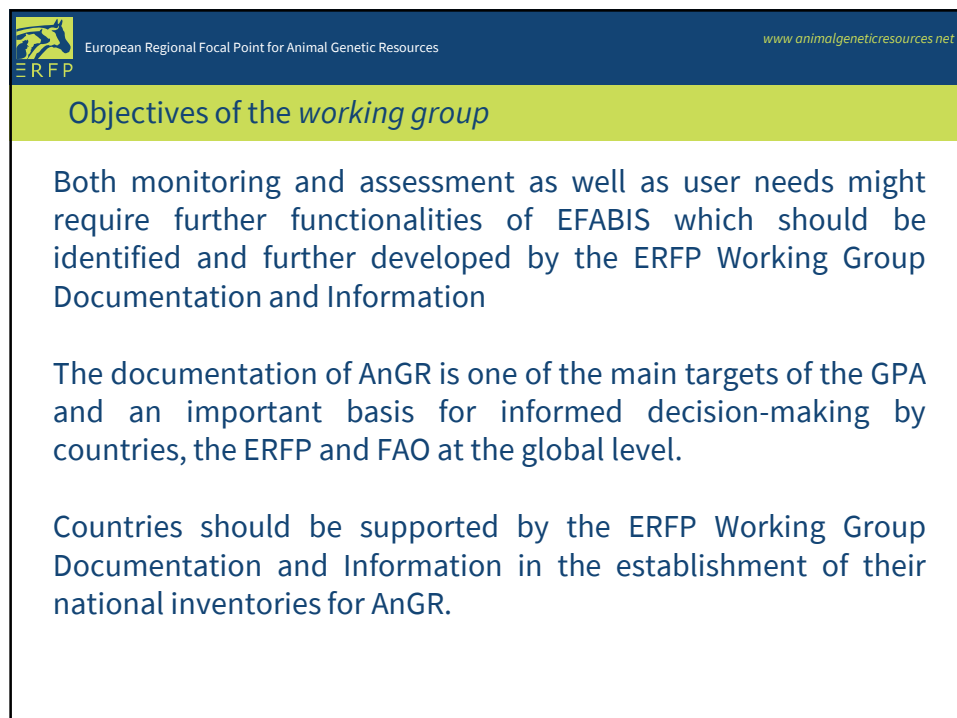 European Regional Focal Point for Animal Genetic Resources
www animalgeneticresources net
ERFP
Objectives of the working group
Both monitoring and assessment as well as user needs might
require further functionalities of EFABIS which should be
identified and further developed by the ERFP Working Group
Documentation and Information
The documentation of AnGR is one of the main targets of the GPA
and an important basis for informed decision-making by
countries, the ERFP and FAO at the global level.
Countries should be supported by the ERFP Working Group
Documentation and Information in the establishment of their
national inventories for AnGR.